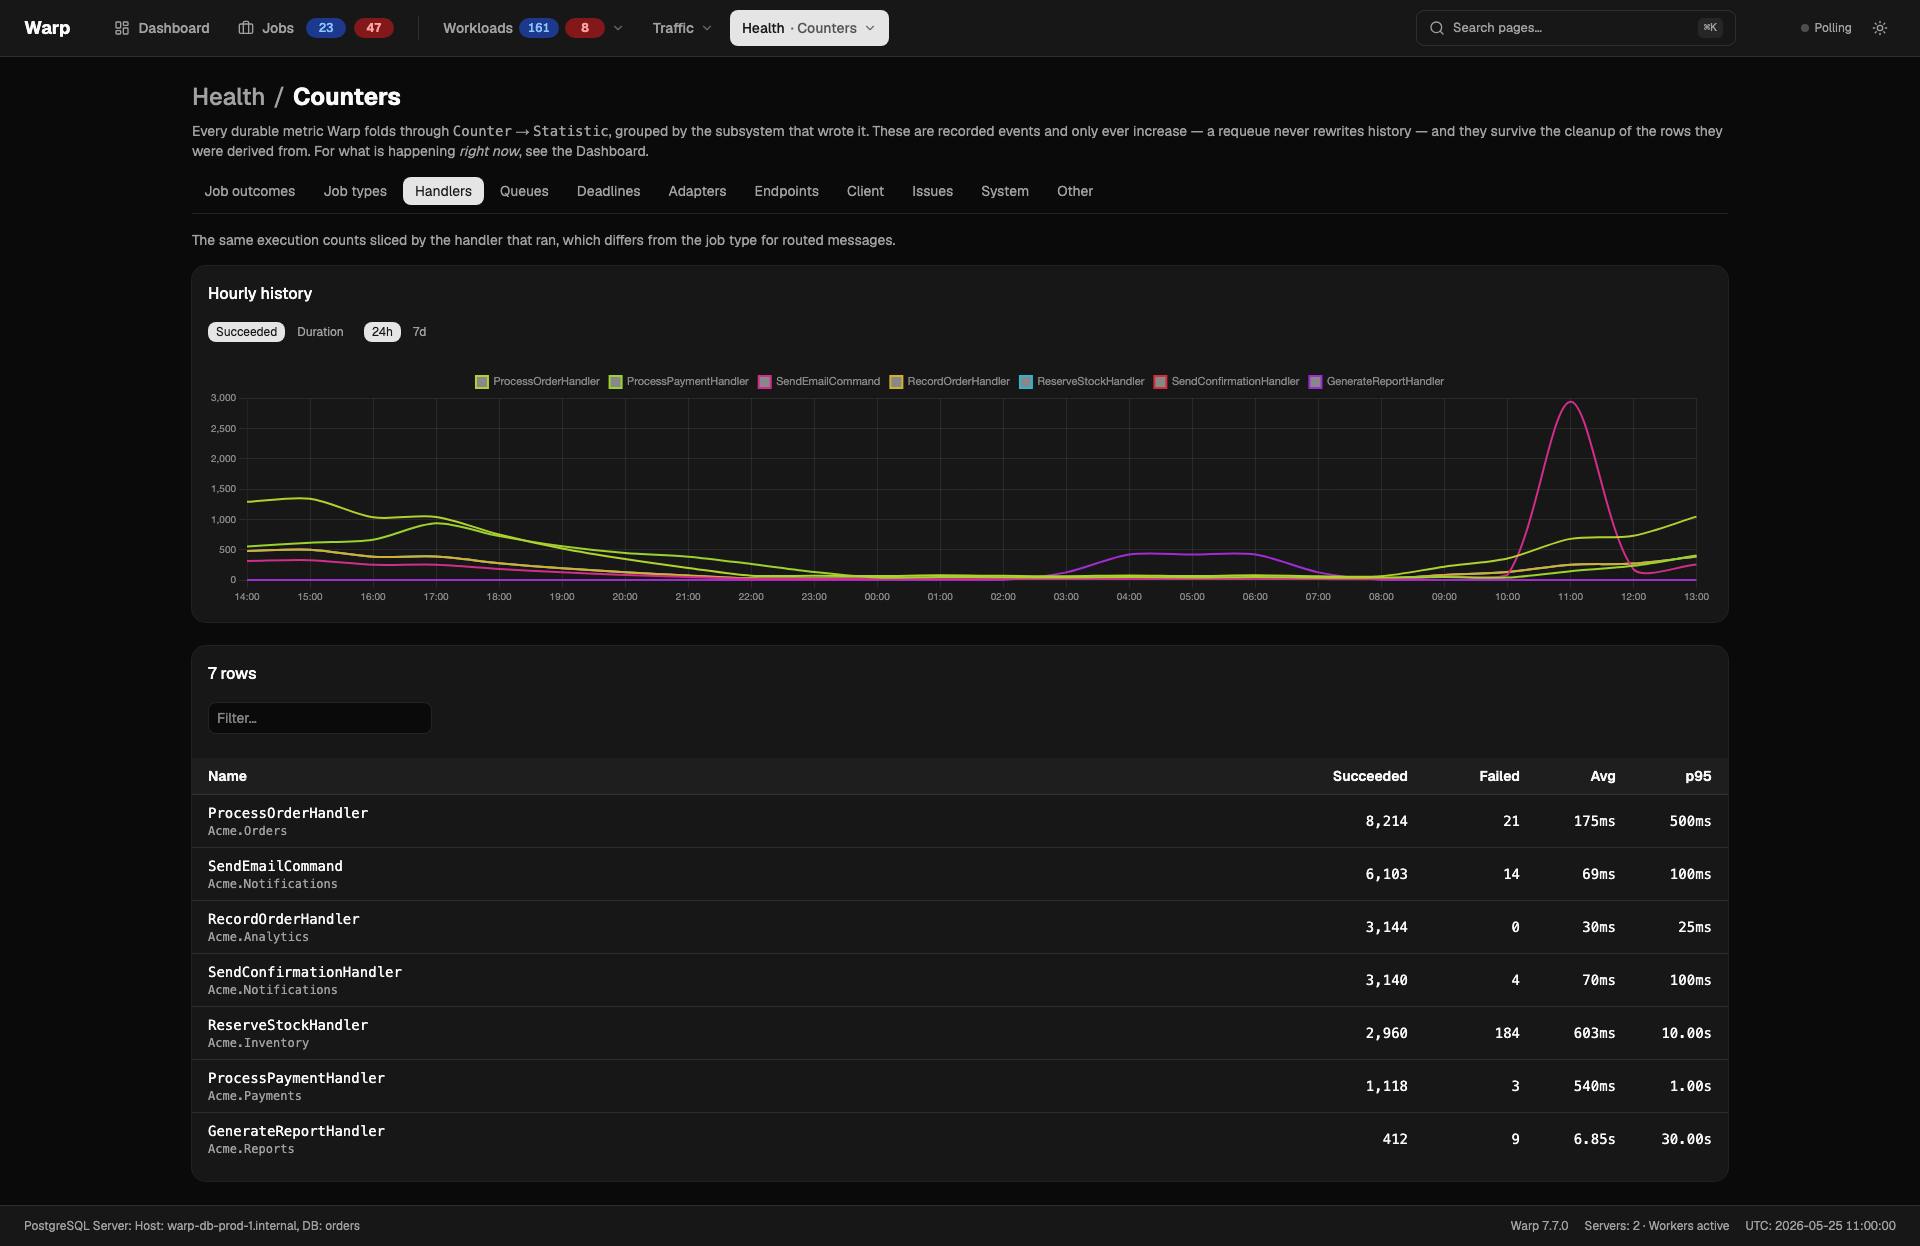 Warp
Dashboard
Jobs 23 47
Workloads 161 8
Traffic
Health · Counters
Search pages... ⌘K
Polling
Health / Counters
Every durable metric Warp folds through Counter → Statistic, grouped by the subsystem that wrote it. These are recorded events and only ever increase — a requeue never rewrites history — and they survive the cleanup of the rows they
were derived from. For what is happening right now, see the Dashboard.
Job outcomes Job types Handlers Queues Deadlines Adapters Endpoints Client Issues System Other
The same execution counts sliced by the handler that ran, which differs from the job type for routed messages.
Hourly history
Succeeded Duration 24h 7d
ProcessOrderHandler ProcessPaymentHandler SendEmailCommand RecordOrderHandler ReserveStockHandler SendConfirmationHandler GenerateReportHandler
3,000
2,500
2,000
1,500
1,000
500
0
14:00 15:00 16:00 17:00 18:00 19:00 20:00 21:00 22:00 23:00 00:00 01:00 02:00 03:00 04:00 05:00 06:00 07:00 08:00 09:00 10:00 11:00 12:00 13:00
7 rows
Filter...
Name Succeeded Failed Avg p95
ProcessOrderHandler
Acme.Orders
8,214 21 175ms 500ms
SendEmailCommand
Acme.Notifications
6,103 14 69ms 100ms
RecordOrderHandler
Acme.Analytics
3,144 0 30ms 25ms
SendConfirmationHandler
Acme.Notifications
3,140 4 70ms 100ms
ReserveStockHandler
Acme.Inventory
2,960 184 603ms 10.00s
ProcessPaymentHandler
Acme.Payments
1,118 3 540ms 1.00s
GenerateReportHandler
Acme.Reports
412 9 6.85s 30.00s
PostgreSQL Server: Host: warp-db-prod-1.internal, DB: orders
Warp 7.7.0 Servers: 2 · Workers active UTC: 2026-05-25 11:00:00